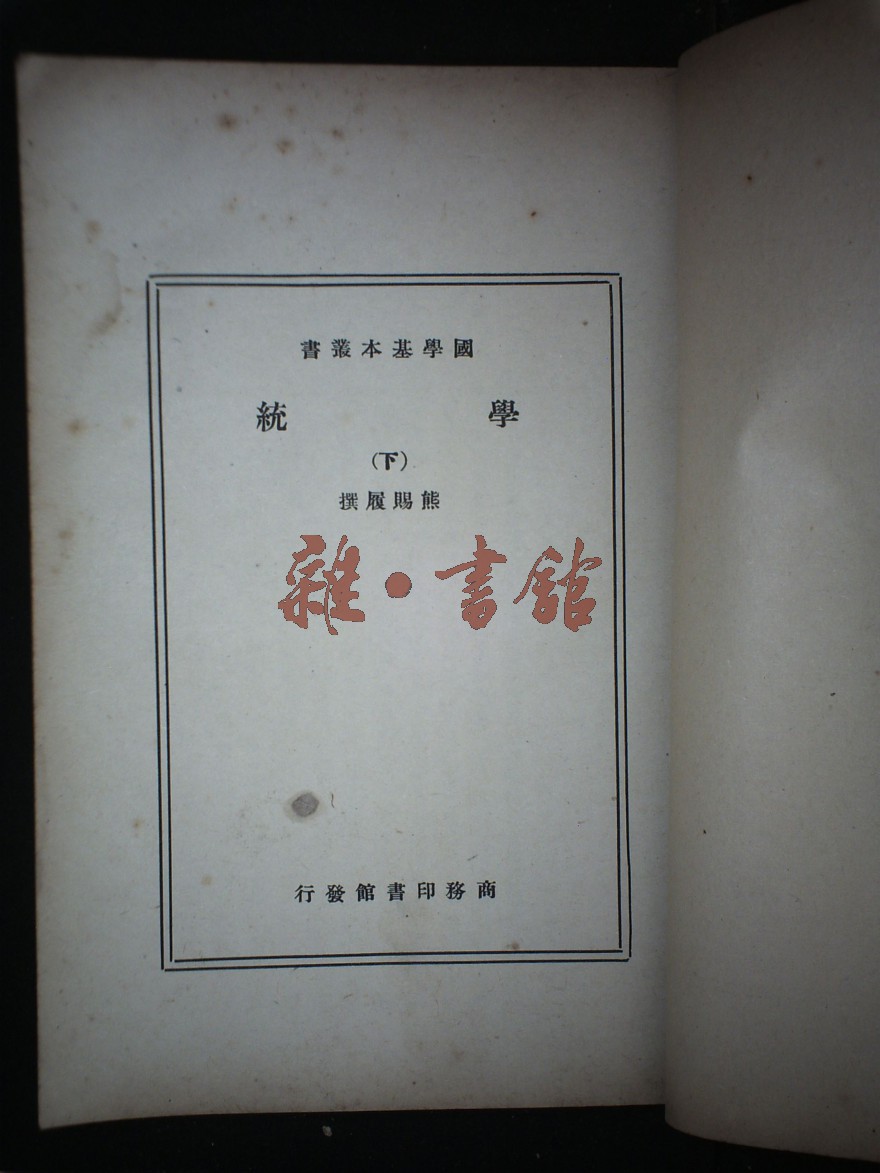 國學基本叢書
學統
（下）
熊賜履撰
雜·書館
商務印書館發行